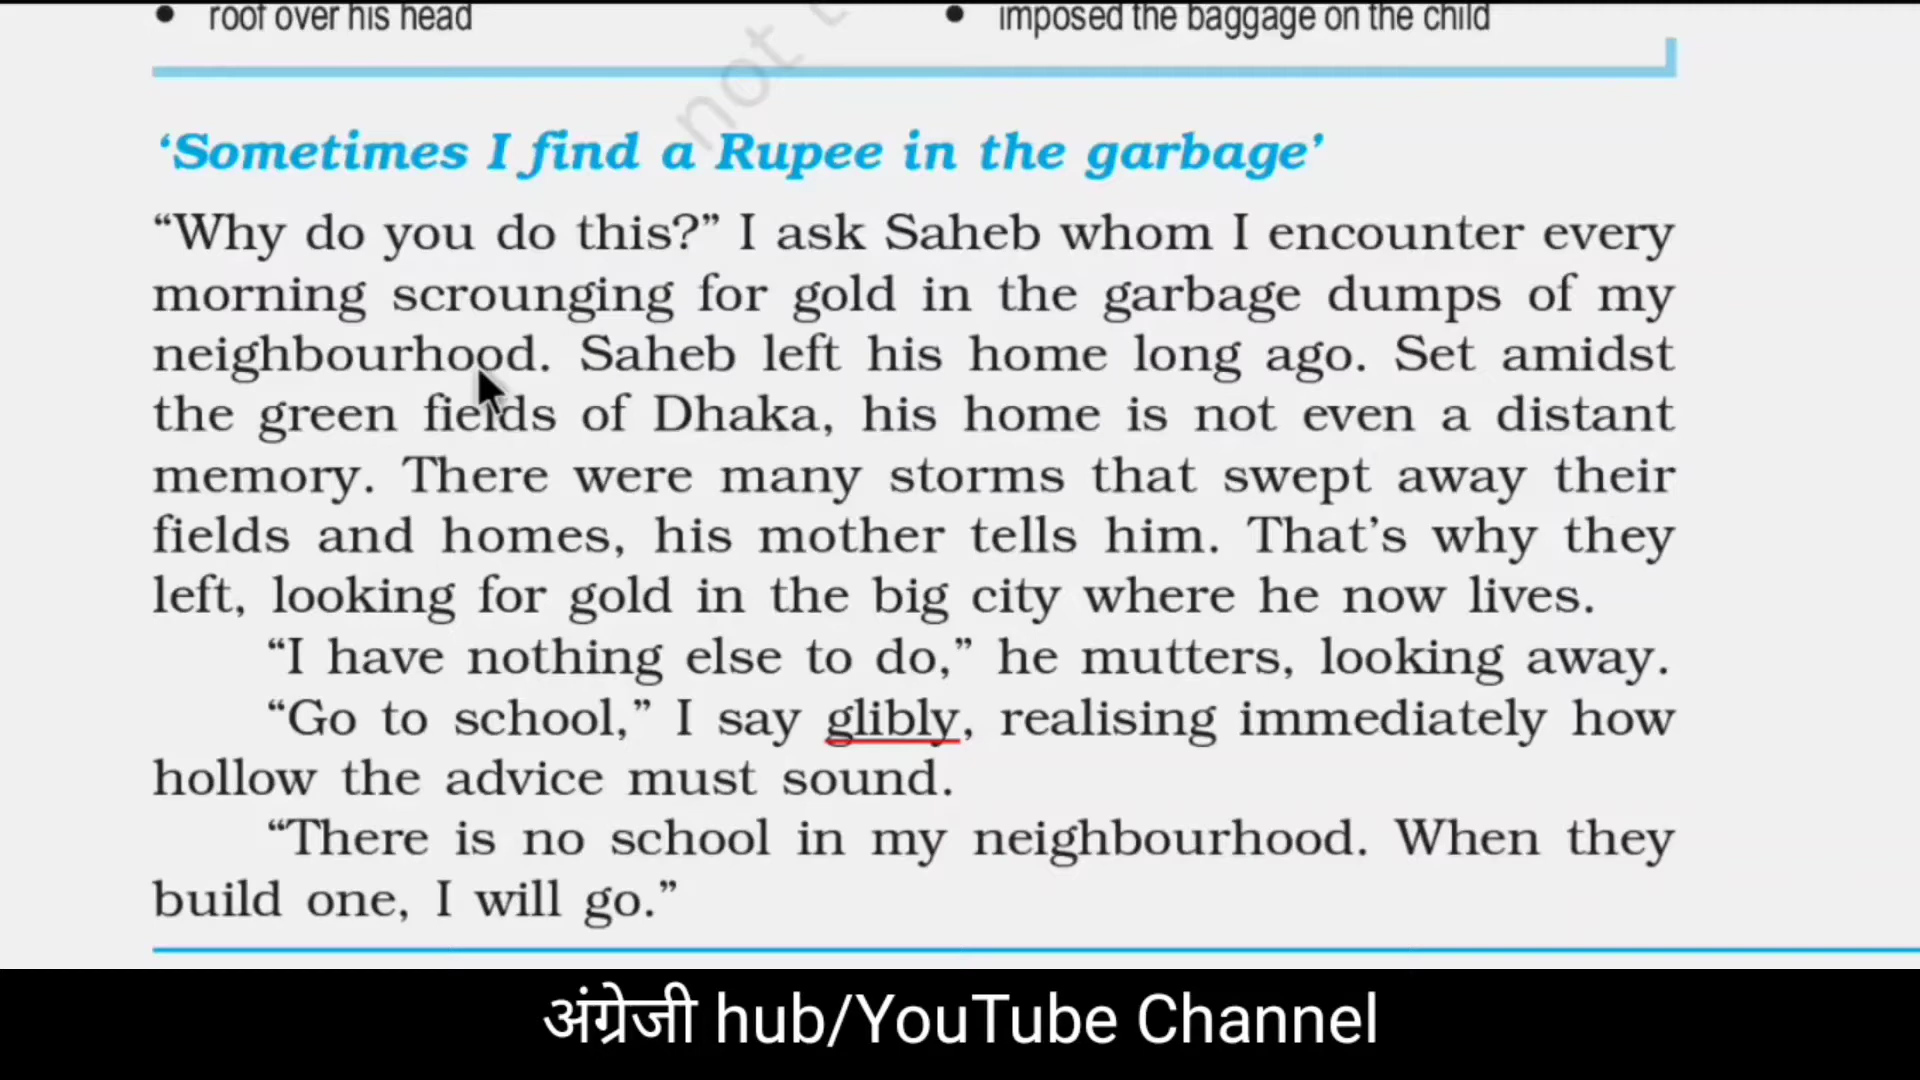 roof over his head
imposed the baggage on the child
not
‘Sometimes I find a Rupee in the garbage’
“Why do you do this?” I ask Saheb whom I encounter every
morning scrounging for gold in the garbage dumps of my
neighbourhood. Saheb left his home long ago. Set amidst
the green fields of Dhaka, his home is not even a distant
memory. There were many storms that swept away their
fields and homes, his mother tells him. That’s why they
left, looking for gold in the big city where he now lives.
“I have nothing else to do,” he mutters, looking away.
“Go to school,” I say glibly, realising immediately how
hollow the advice must sound.
“There is no school in my neighbourhood. When they
build one, I will go.”
अंग्रेजी hub/YouTube Channel